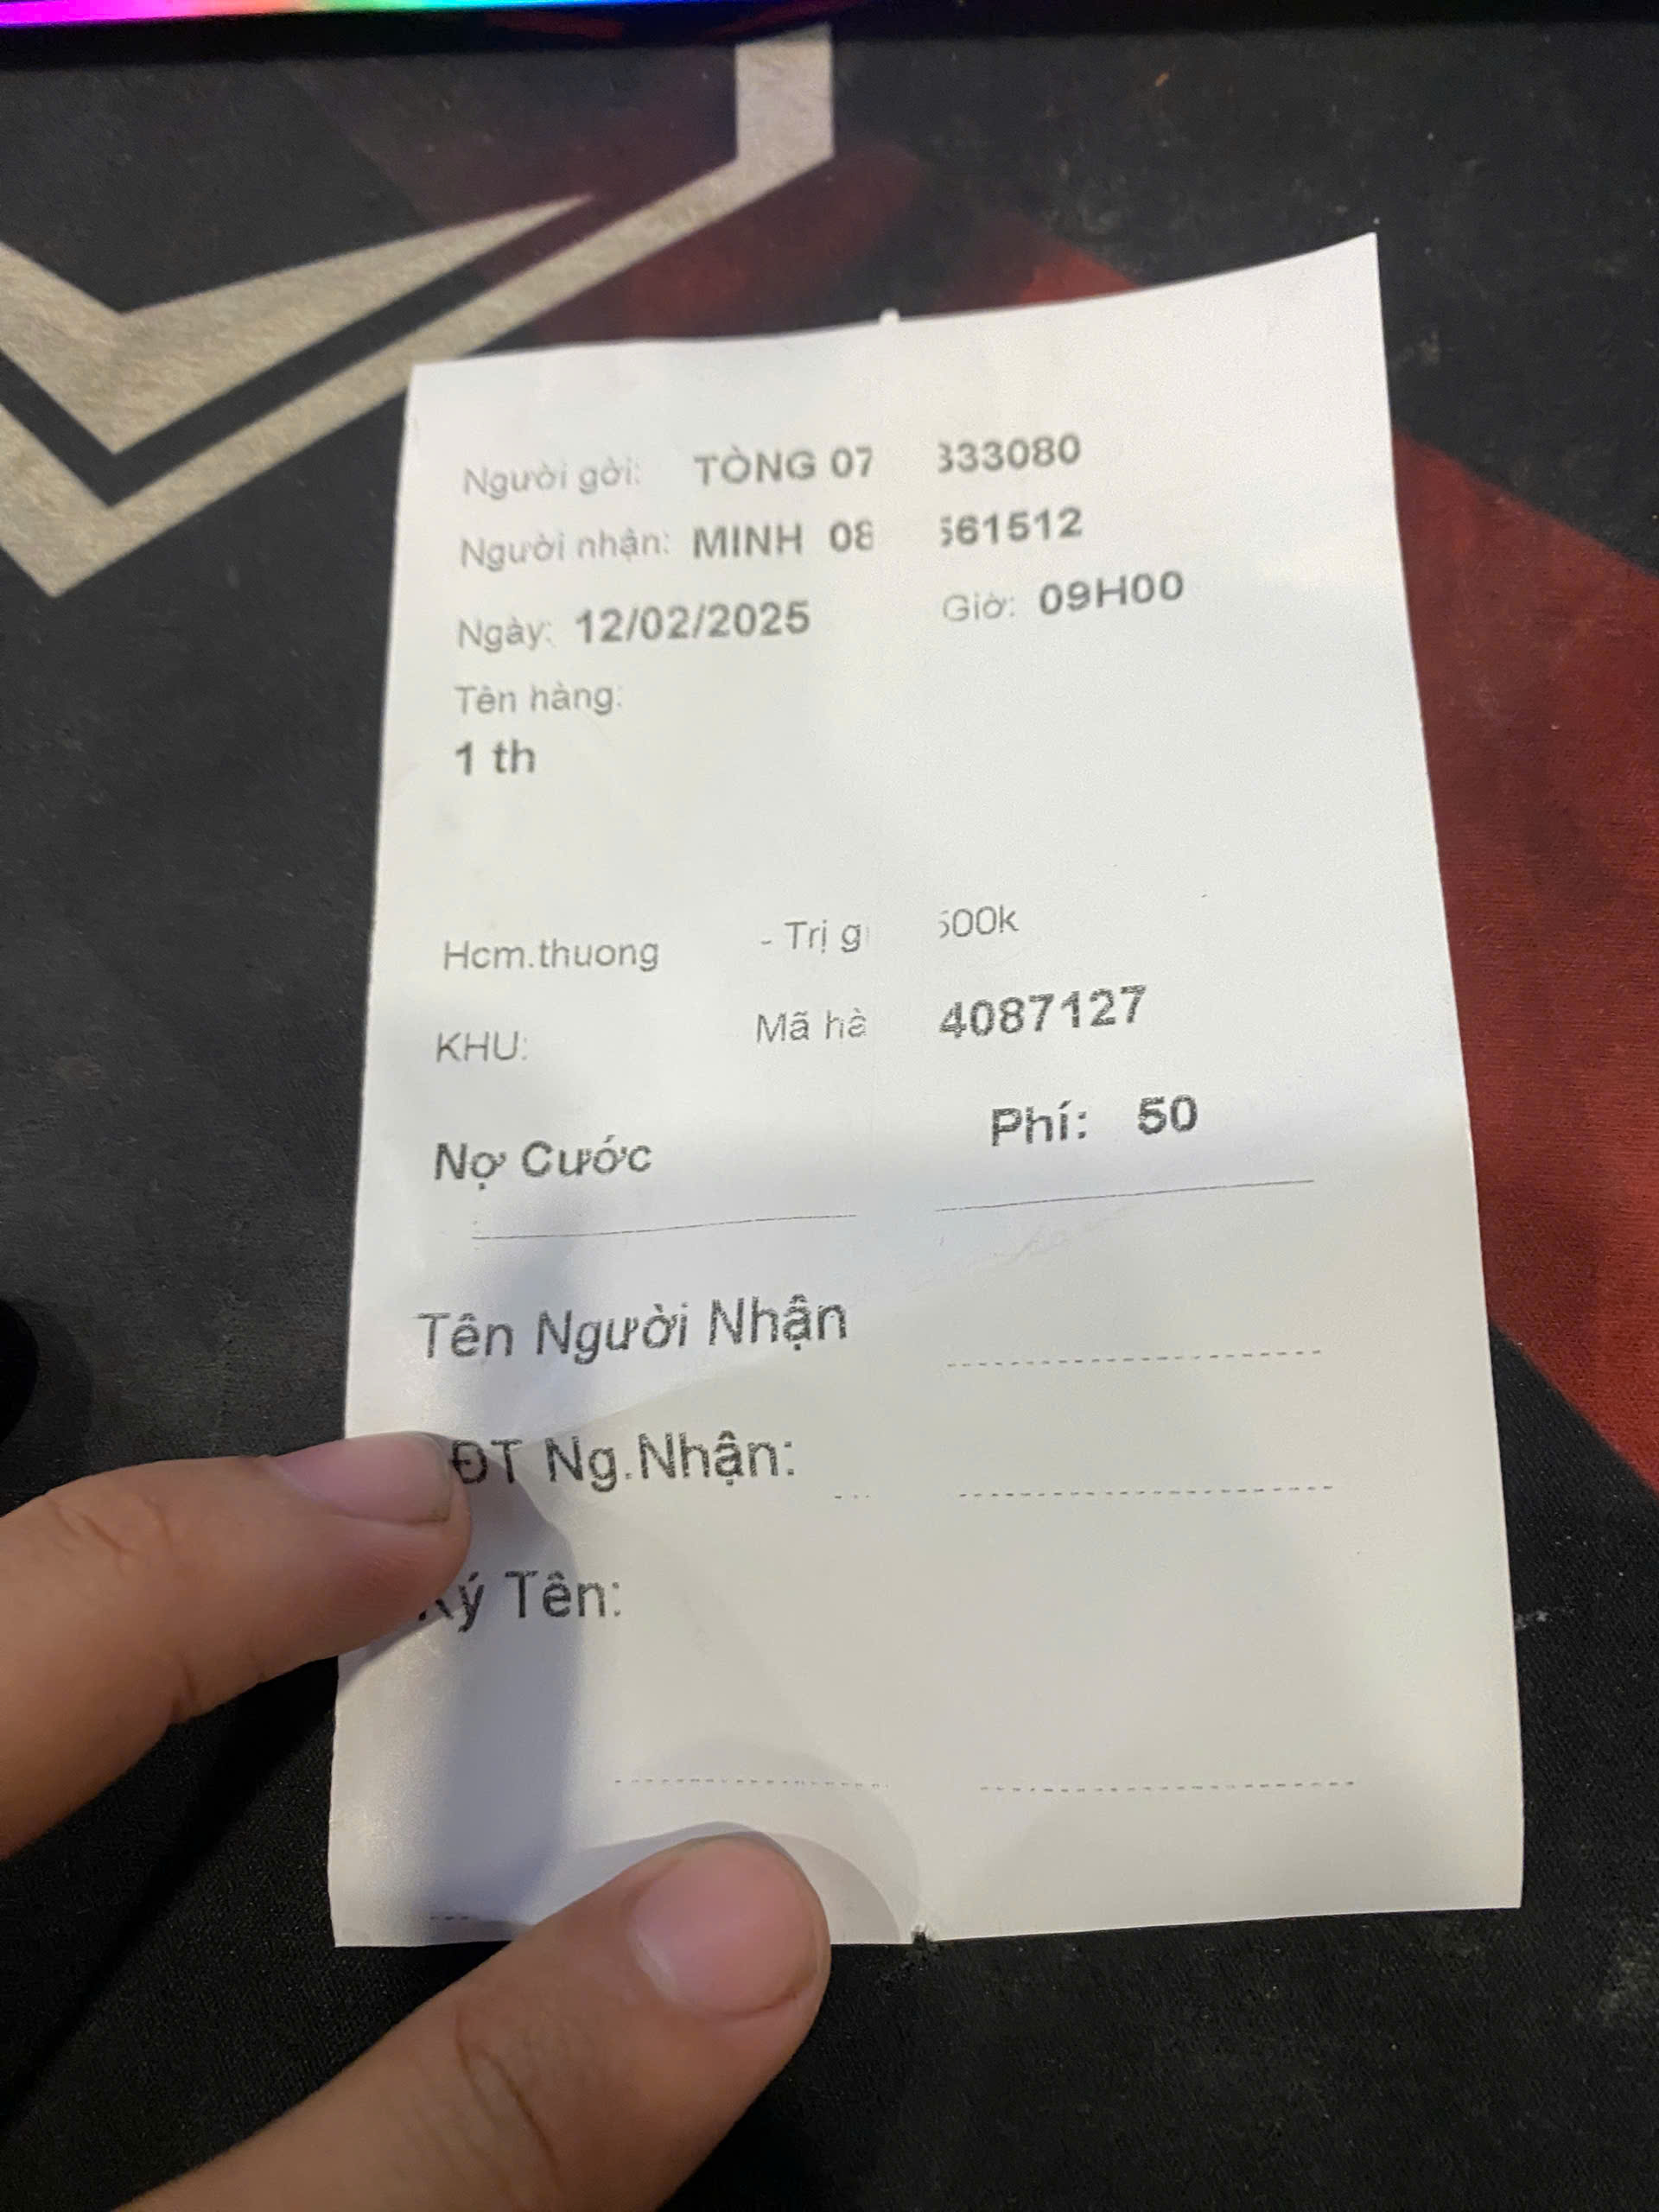 Người gởi: TÒNG 07 333080
Người nhận: MINH 08 561512
Ngày: 12/02/2025 Giờ: 09H00
Tên hàng:
1 th
Hcm.thuong - Trị g 500k
KHU: Mã hà 4087127
Nợ Cước Phí: 50
Tên Người Nhận
ĐT Ng.Nhận:
Ký Tên: